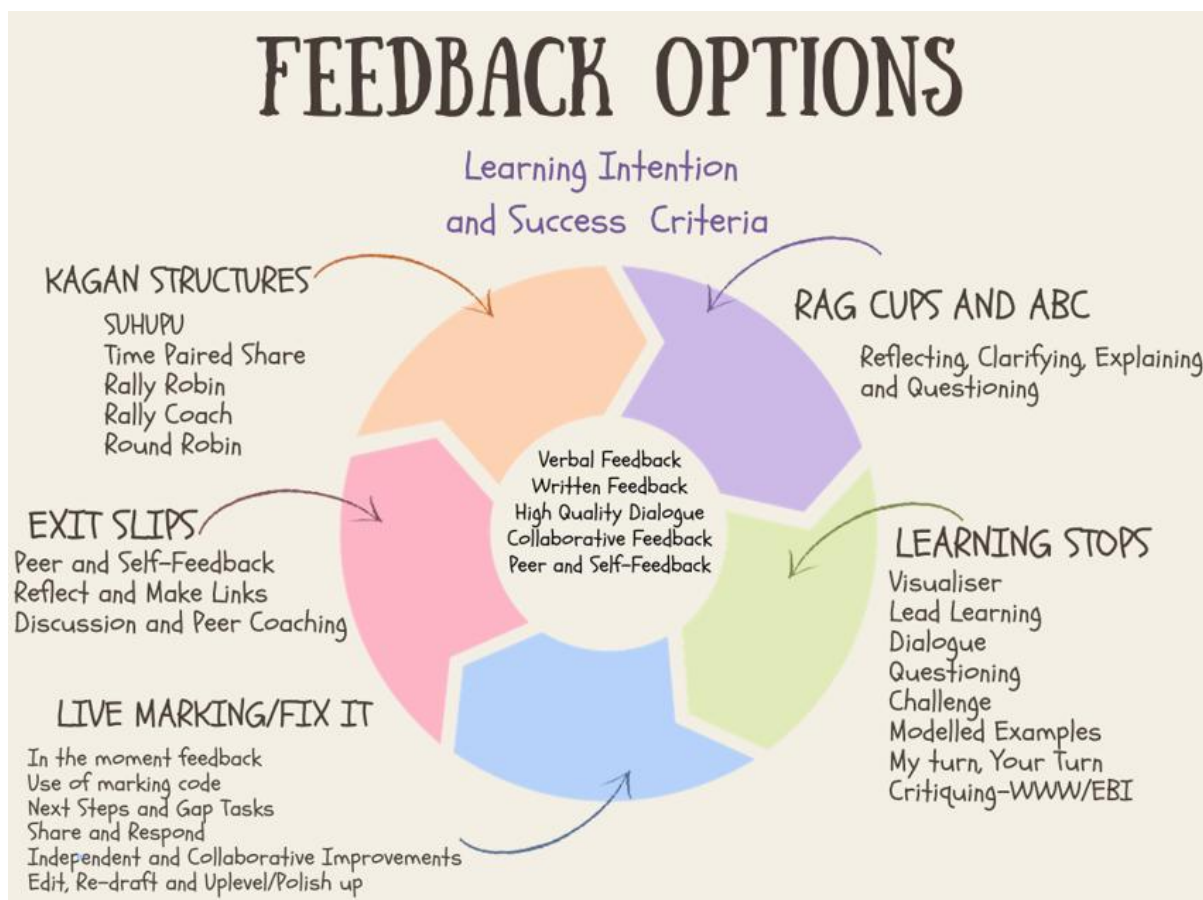 FEEDBACK OPTIONS
Learning Intention
and Success Criteria
KAGAN STRUCTURES
SUHUPU
Time Paired Share
Rally Robin
Rally Coach
Round Robin
RAG CUPS AND ABC
Reflecting, Clarifying, Explaining
and Questioning
Verbal Feedback
Written Feedback
High Quality Dialogue
Collaborative Feedback
Peer and Self-Feedback
EXIT SLIPS
Peer and Self-Feedback
Reflect and Make Links
Discussion and Peer Coaching
LEARNING STOPS
Visualiser
Lead Learning
Dialogue
Questioning
Challenge
Modelled Examples
My turn, Your Turn
Critiquing-WWW/EBI
LIVE MARKING/FIX IT
In the moment feedback
Use of marking code
Next Steps and Gap Tasks
Share and Respond
Independent and Collaborative Improvements
Edit, Re-draft and Uplevel/Polish up